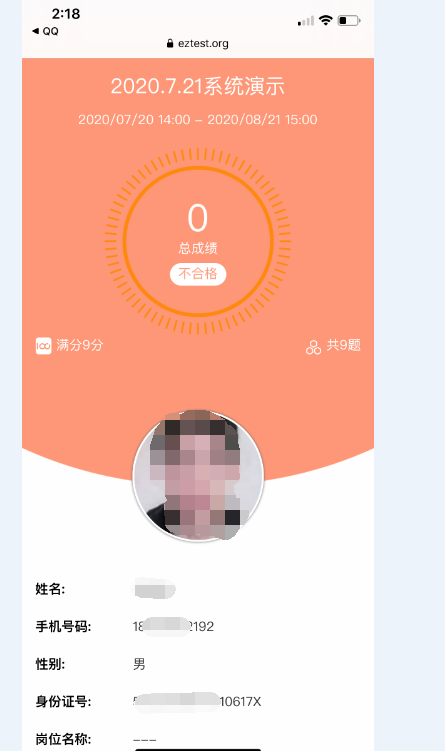 2:18
QQ
eztest.org
2020.7.21系统演示
2020/07/20 14:00 - 2020/08/21 15:00
0
总成绩
不合格
100 满分9分
共9题
姓名:
手机号码: 18 2192
性别: 男
身份证号: 10617X
岗位名称: ---